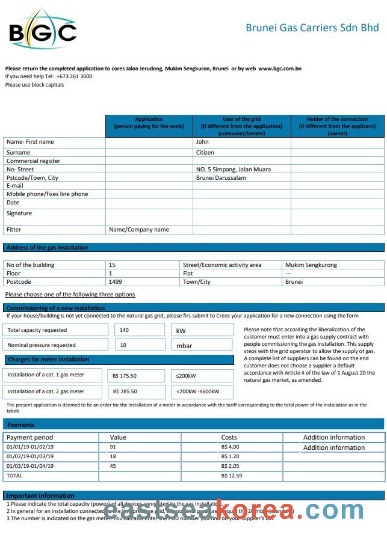 BGC
Brunei Gas Carriers Sdn Bhd
Please return the completed application to cores Jalan Jerudong, Mukim Sengkuron, Brunei or by web www.bgc.com.bn
If you need help Tel: +673 261 3000
Please use block capitals
Application User of the grid Holder of the connection
(person paying for the week) (if different from the application) (if different from the applicant)
(consumer/tenant) (owner)
Name- First name John
Surname Citizen
Commercial register
No- Street NO. 5 Simpang, Jalan Muara
Pstcode/Town, City Brunei Darussalam
E-mail
Mobile phone/fixes line phone
Date
Signature
Fitter Name/Company name
Address of the gas installation
No of the building 15 Street/Economic activity area Mukim Sengkurong
Floor 1 Flat ---
Postcode 1499 Town/City Brunei
Please choose one of the following three options
Commissioning of a new installation
If your house/building is not yet connected to the natural gas grid, please firs submit to Creos your application for a new connection using the form
Total capacity requested 140 kW
Nominal pressure requested 10 mbar
Please note that according the liberalization of the
customer must enter into a gas supply contract with
people commissioning the gas installation. This supply
steps with the grid operator to allow the supply of gas.
A complete list of suppliers can be found on the end
customer does not choose a supplier a default
accordance with Article 4 of the law of 1 August 20 the
natural gas market, as amended.
Charges for meter installation
Installation of a cat. 1 gas meter B$ 175.50 ≤200kW
Installation of a cat. 2 gas meter B$ 285.50 <200kW -≤600kW
The present application is deemed to be an order for the installation of a meter in accordance with the tariff corresponding to the total power of the installation as in the
tabels
Payments
Payment period Value Costs Addition information
01/01/19-01/02/19 91 B$ 4.00 Addition information
01/02/19-01/03/19 18 B$ 1.20
01/03/19-01/04/19 45 B$ 2.05
TOTAL B$ 12.59
Important Information
1 Please indicate the total capacity (power) of all devices connected to the gas installation.
2 In general for an installation connected
3 The number is indicated on the gas meter.
eastseakorea.com